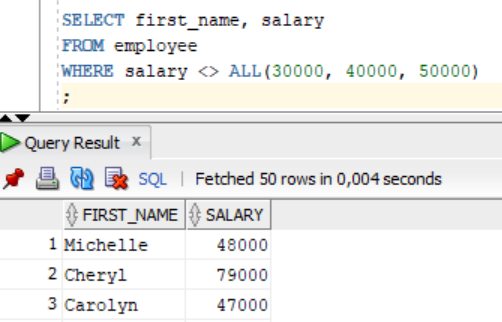 SELECT first_name, salary
FROM employee
WHERE salary <> ALL(30000, 40000, 50000)
;
Query Result x
SQL | Fetched 50 rows in 0,004 seconds
FIRST_NAME SALARY
1 Michelle 48000
2 Cheryl 79000
3 Carolyn 47000